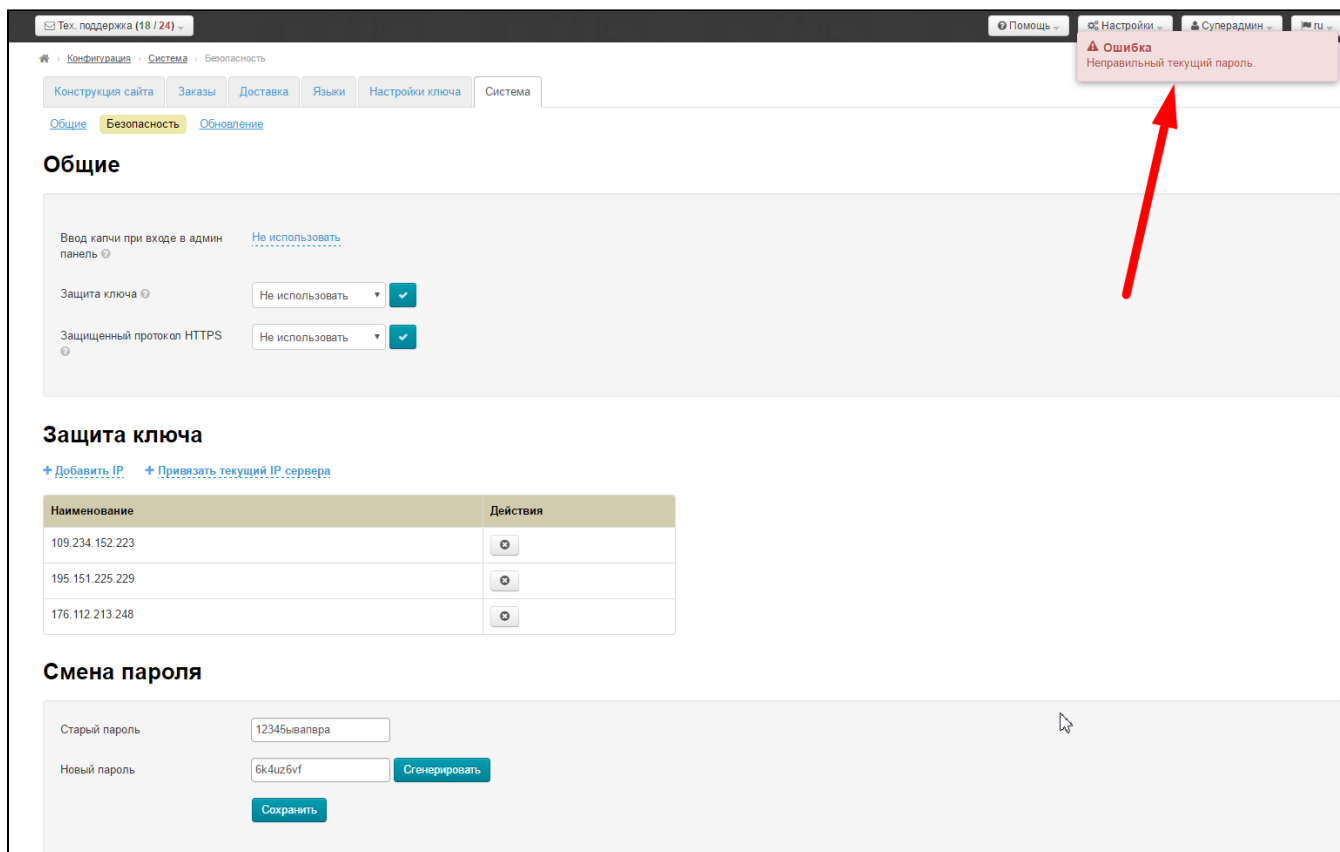 Тех. поддержка (18 / 24)
Помощь
Настройки
Суперадмин
ru
Ошибка
Неправильный текущий пароль.
Конфигурация › Система › Безопасность
Конструкция сайта
Заказы
Доставка
Языки
Настройки ключа
Система
Общие
Безопасность
Обновление
Общие
Ввод капчи при входе в админ
панель
Не использовать
Защита ключа
Не использовать
Защищенный протокол HTTPS
Не использовать
Защита ключа
+ Добавить IP
+ Привязать текущий IP сервера
Наименование
Действия
109.234.152.223
195.151.225.229
176.112.213.248
Смена пароля
Старый пароль
12345ывапвра
Новый пароль
6k4uz6vf
Сгенерировать
Сохранить